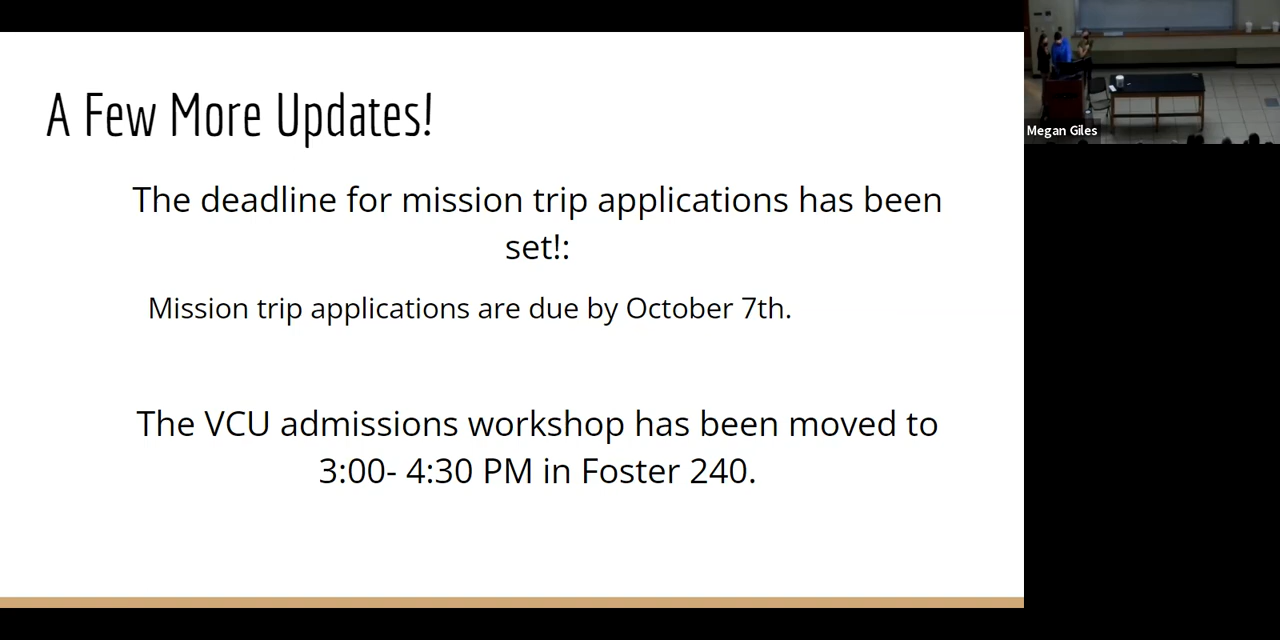 A Few More Updates!
The deadline for mission trip applications has been
set!:
Mission trip applications are due by October 7th.
The VCU admissions workshop has been moved to
3:00- 4:30 PM in Foster 240.
Megan Giles